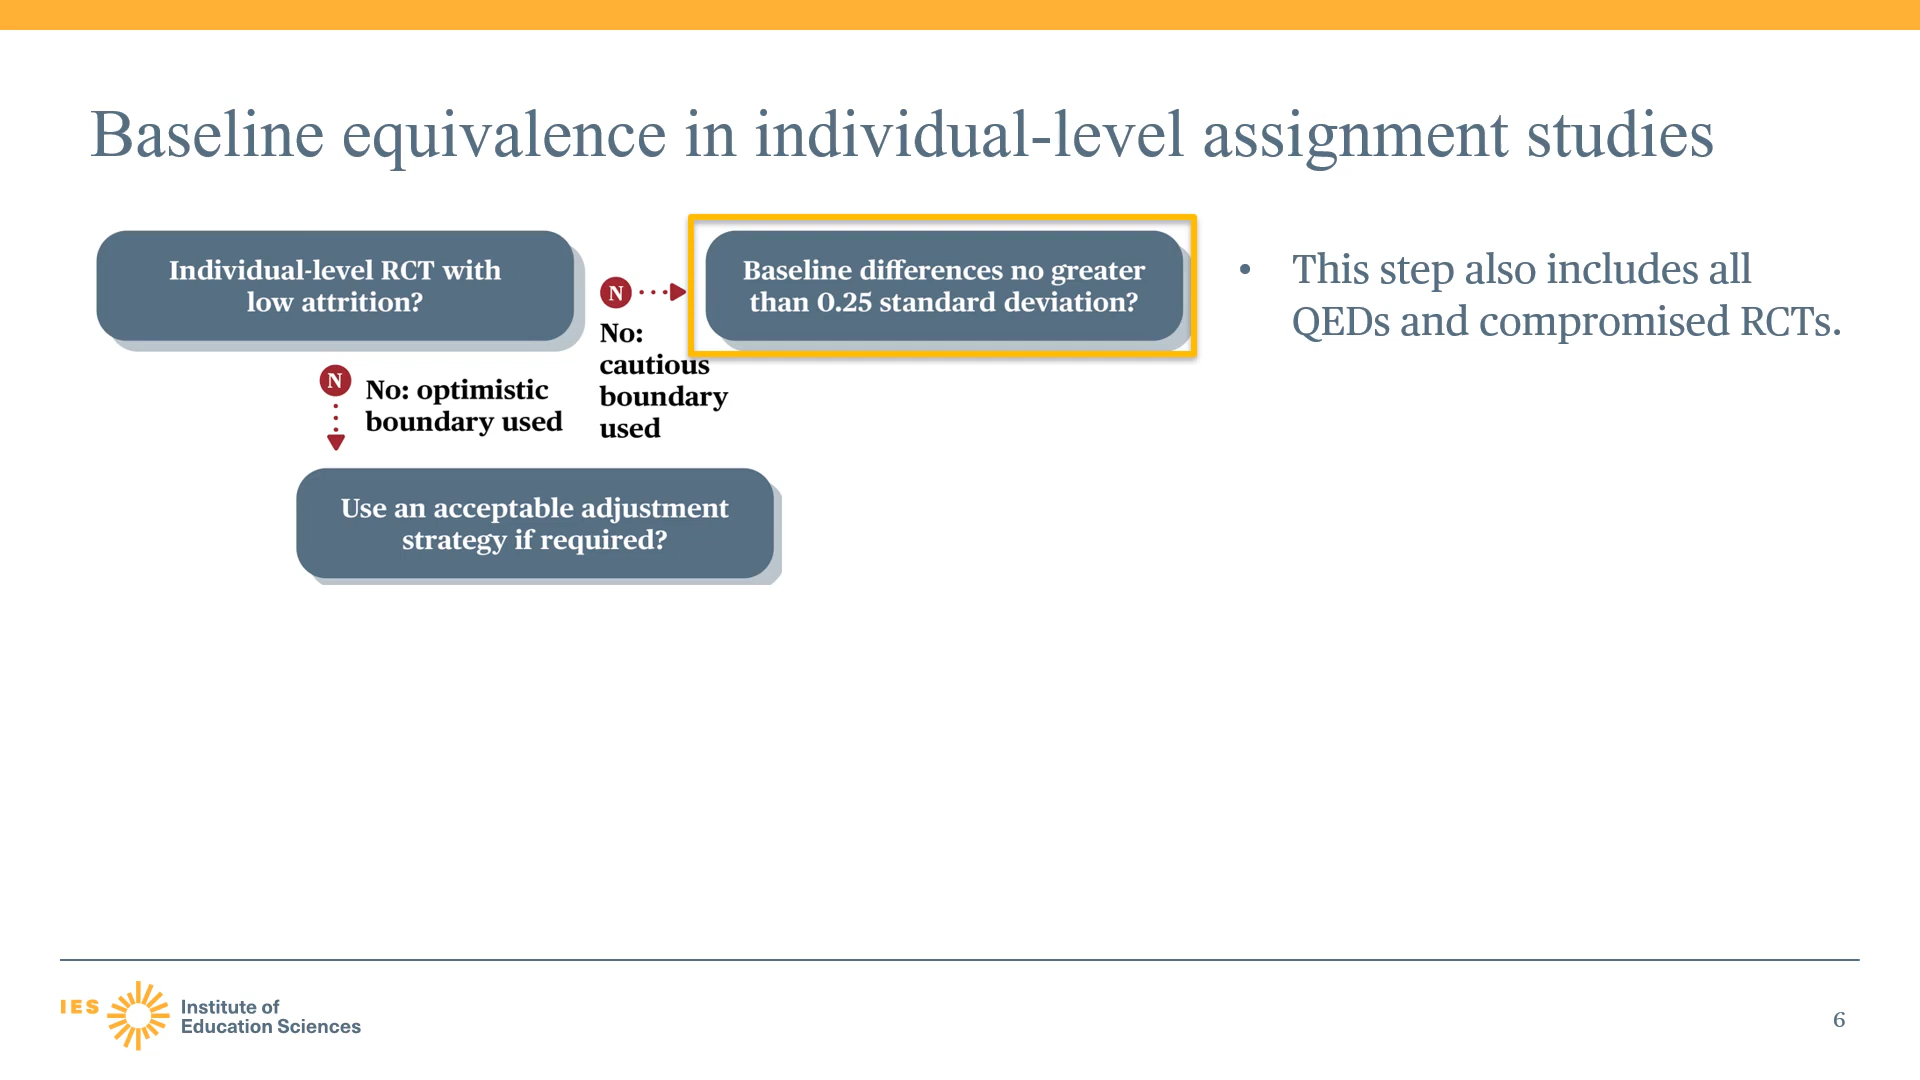 Baseline equivalence in individual-level assignment studies
Individual-level RCT with
low attrition?
N
No:
cautious
boundary
used
Baseline differences no greater
than 0.25 standard deviation?
• This step also includes all
QEDs and compromised RCTs.
N
No: optimistic
boundary used
Use an acceptable adjustment
strategy if required?
IES
Institute of
Education Sciences
6